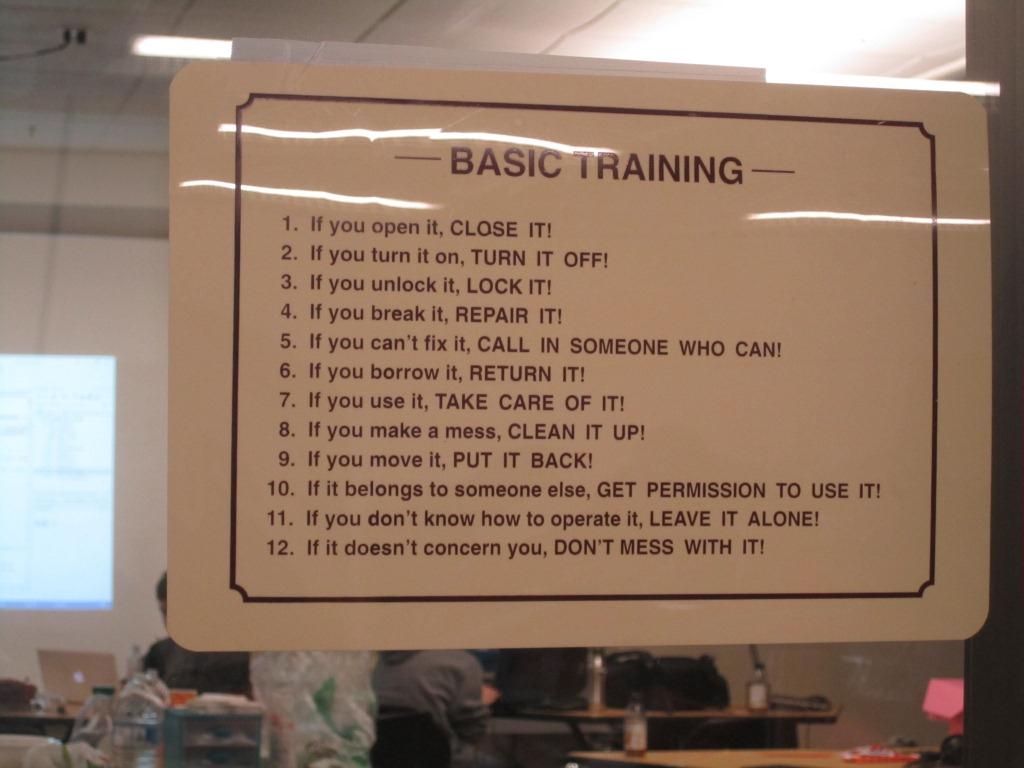 BASIC TRAINING
1. If you open it, CLOSE IT!
2. If you turn it on, TURN IT OFF!
3. If you unlock it, LOCK IT!
4. If you break it, REPAIR IT!
5. If you can't fix it, CALL IN SOMEONE WHO CAN!
6. If you borrow it, RETURN IT!
7. If you use it, TAKE CARE OF IT!
8. If you make a mess, CLEAN IT UP!
9. If you move it, PUT IT BACK!
10. If it belongs to someone else, GET PERMISSION TO USE IT!
11. If you don't know how to operate it, LEAVE IT ALONE!
12. If it doesn't concern you, DON'T MESS WITH IT!